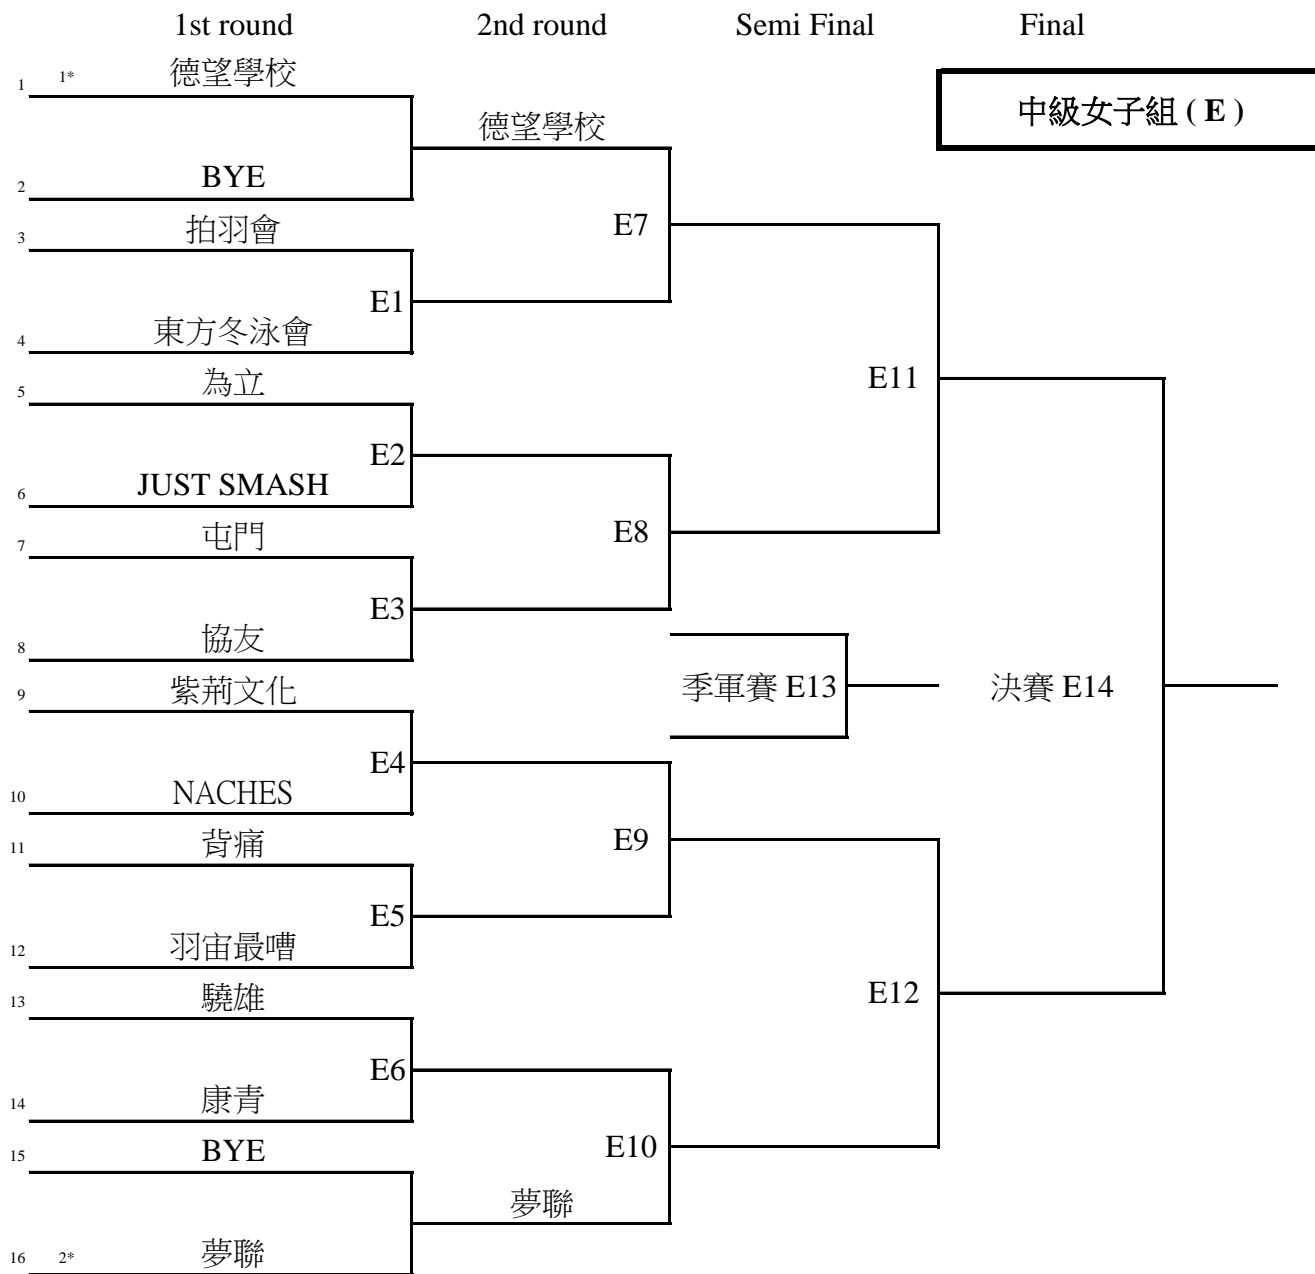 1st round 2nd round Semi Final Final
1 1* 德望學校
中級女子組 ( E )
德望學校
2 BYE
3 拍羽會 E7
E1
4 東方冬泳會
5 為立 E11
E2
6 JUST SMASH
7 屯門 E8
E3
8 協友
9 紫荊文化 季軍賽 E13 決賽 E14
E4
10 NACHES
11 背痛 E9
E5
12 羽宙最嘈
13 驍雄 E12
E6
14 康青
15 BYE E10
夢聯
16 2* 夢聯